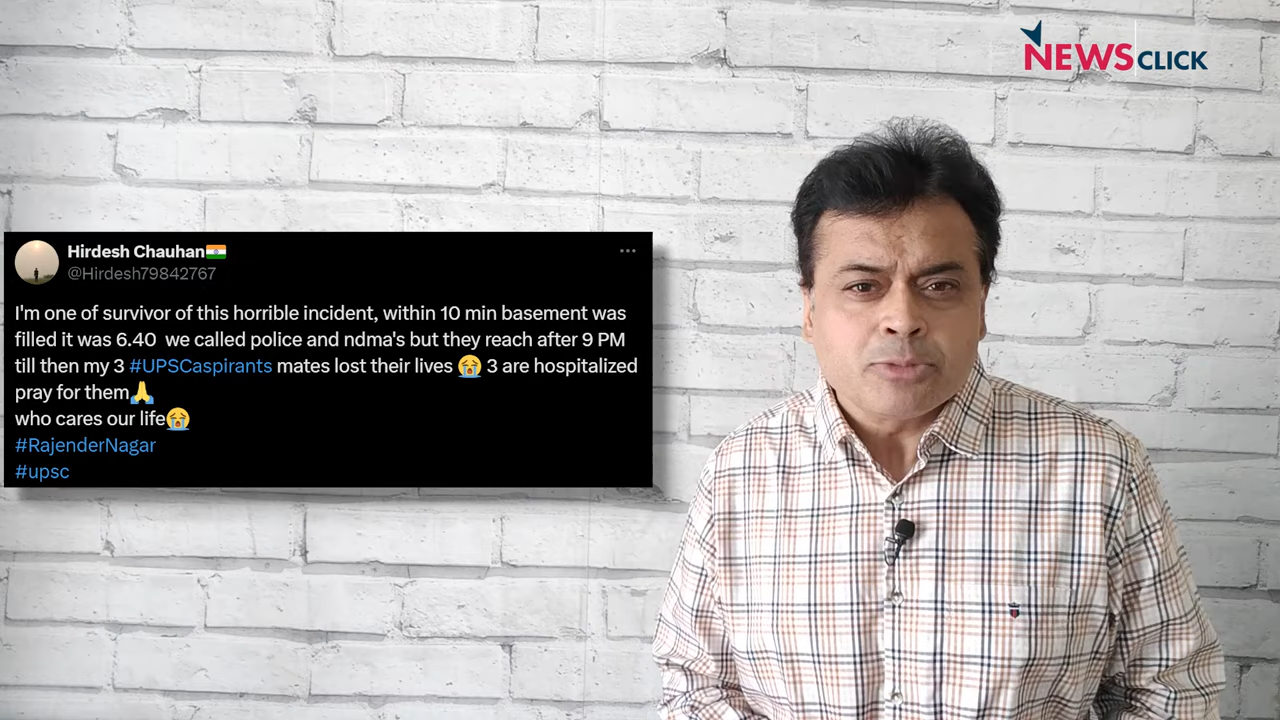 NEWSCLICK
Hirdesh Chauhan🇮🇳
@Hirdesh79842767
I'm one of survivor of this horrible incident, within 10 min basement was
filled it was 6.40 we called police and ndma's but they reach after 9 PM
till then my 3 #UPSCaspirants mates lost their lives 😭 3 are hospitalized
pray for them🙏
who cares our life😭
#RajenderNagar
#upsc